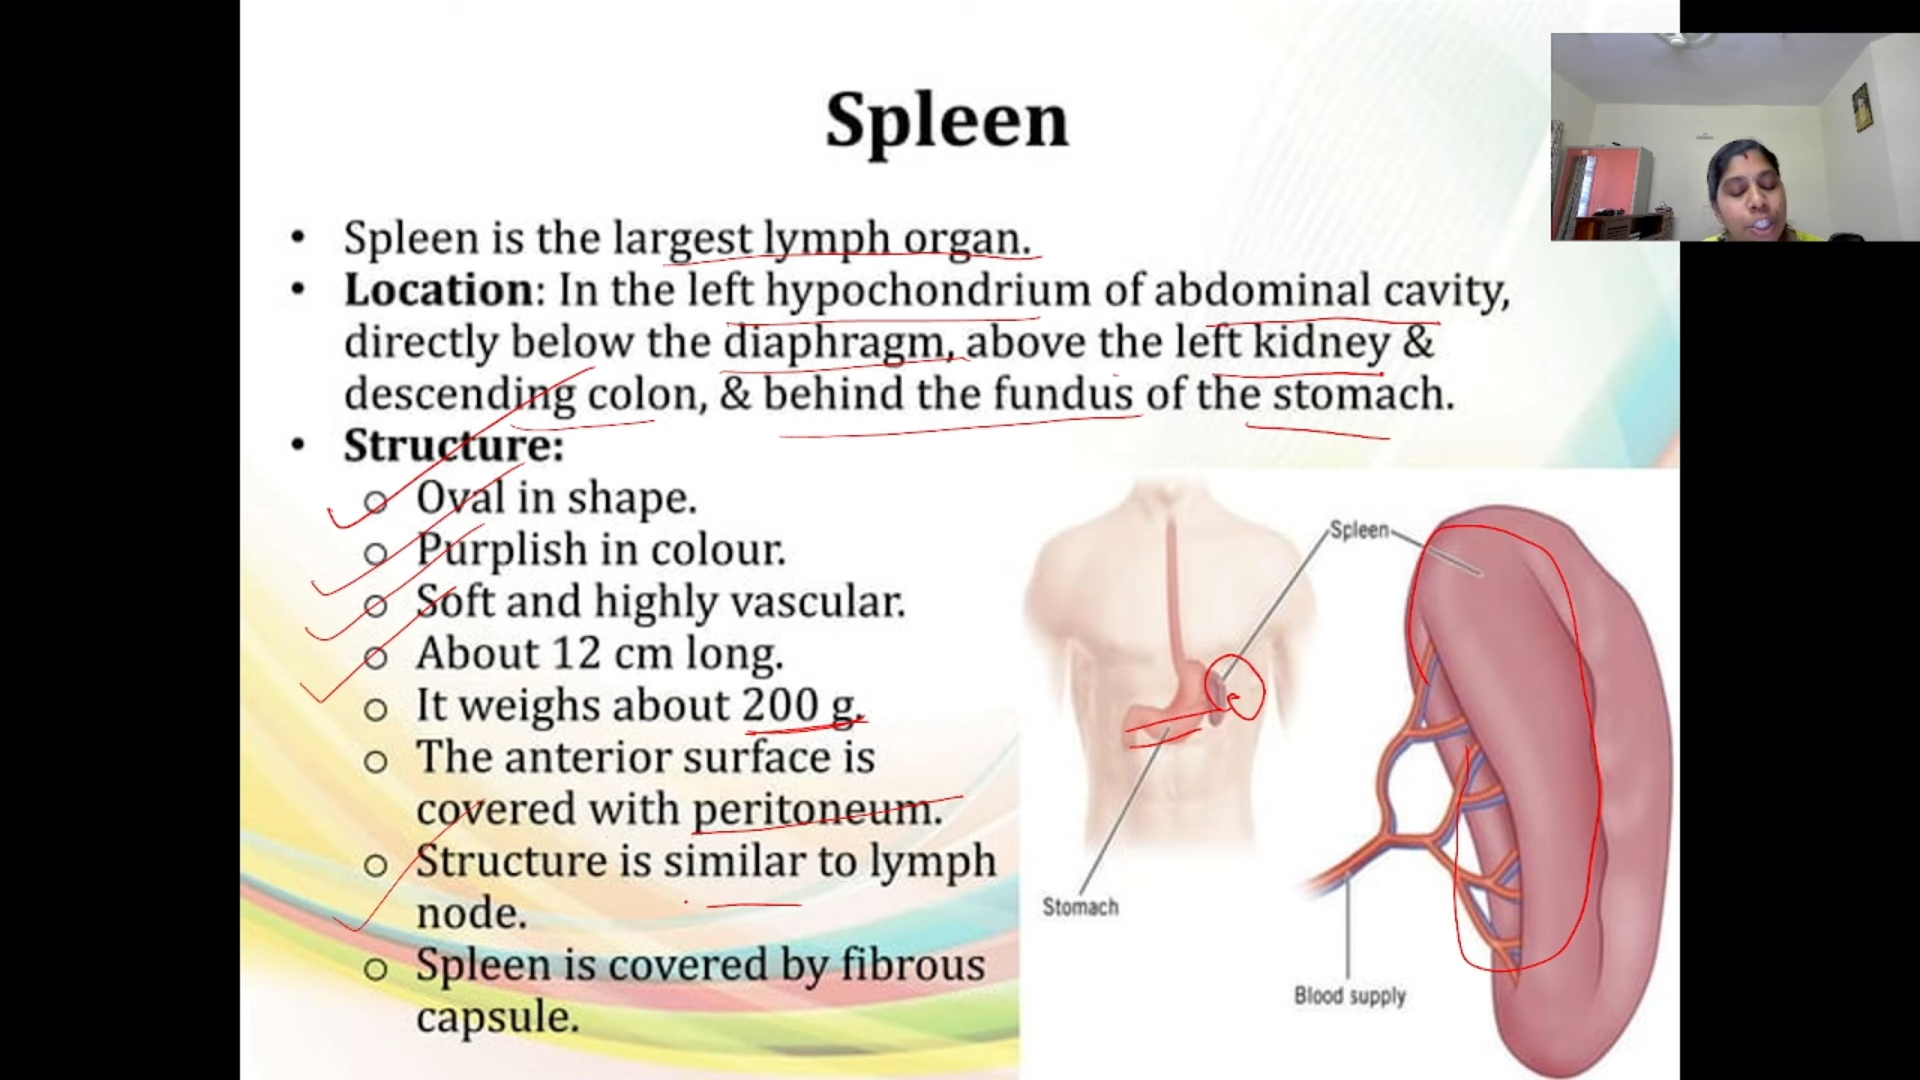 Spleen
• Spleen is the largest lymph organ.
• Location: In the left hypochondrium of abdominal cavity,
directly below the diaphragm, above the left kidney &
descending colon, & behind the fundus of the stomach.
• Structure:
o Oval in shape.
o Purplish in colour.
o Soft and highly vascular.
o About 12 cm long.
o It weighs about 200 g.
o The anterior surface is
covered with peritoneum.
o Structure is similar to lymph
node.
o Spleen is covered by fibrous
capsule.
Spleen
Stomach
Blood supply